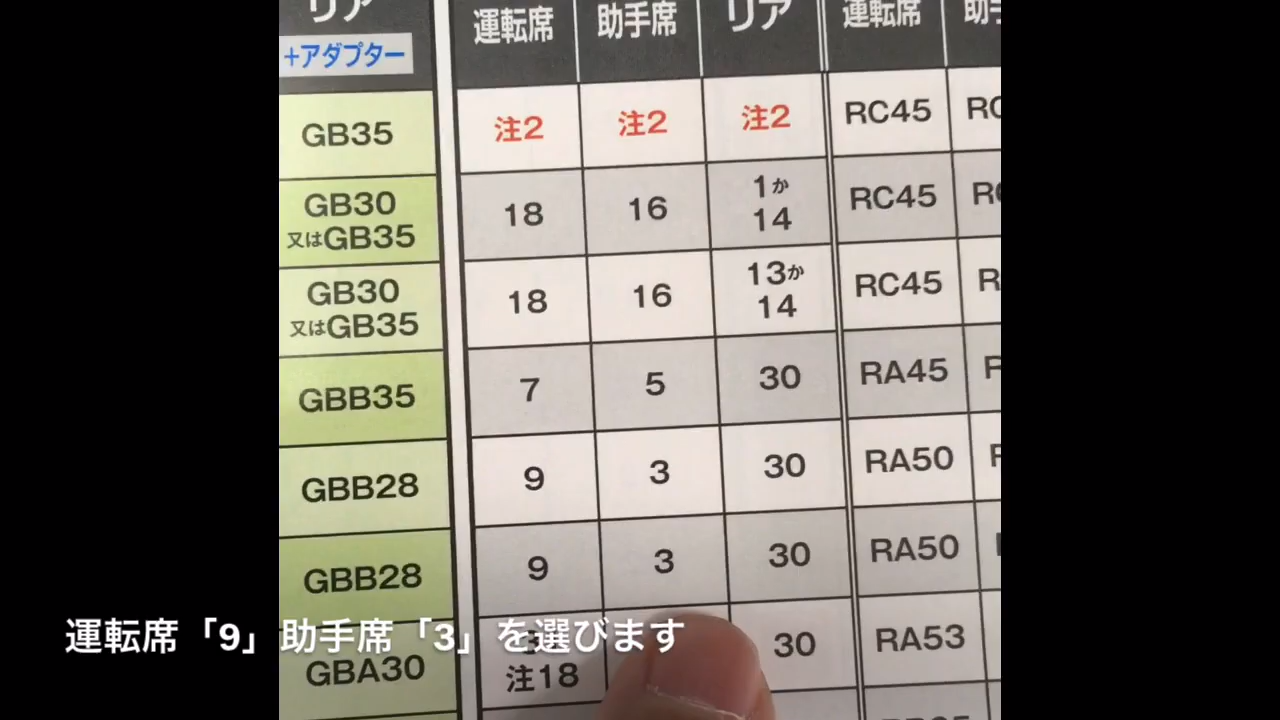 リア
+アダプター
運転席 助手席 リア 運転席
GB35 注2 注2 注2 RC45
GB30
又はGB35 18 16 1か
14 RC45
GB30
又はGB35 18 16 13か
14 RC45
GBB35 7 5 30 RA45
GBB28 9 3 30 RA50
GBB28 9 3 30 RA50
GBA30 注18 30 RA53
運転席「9」助手席「3」を選びます